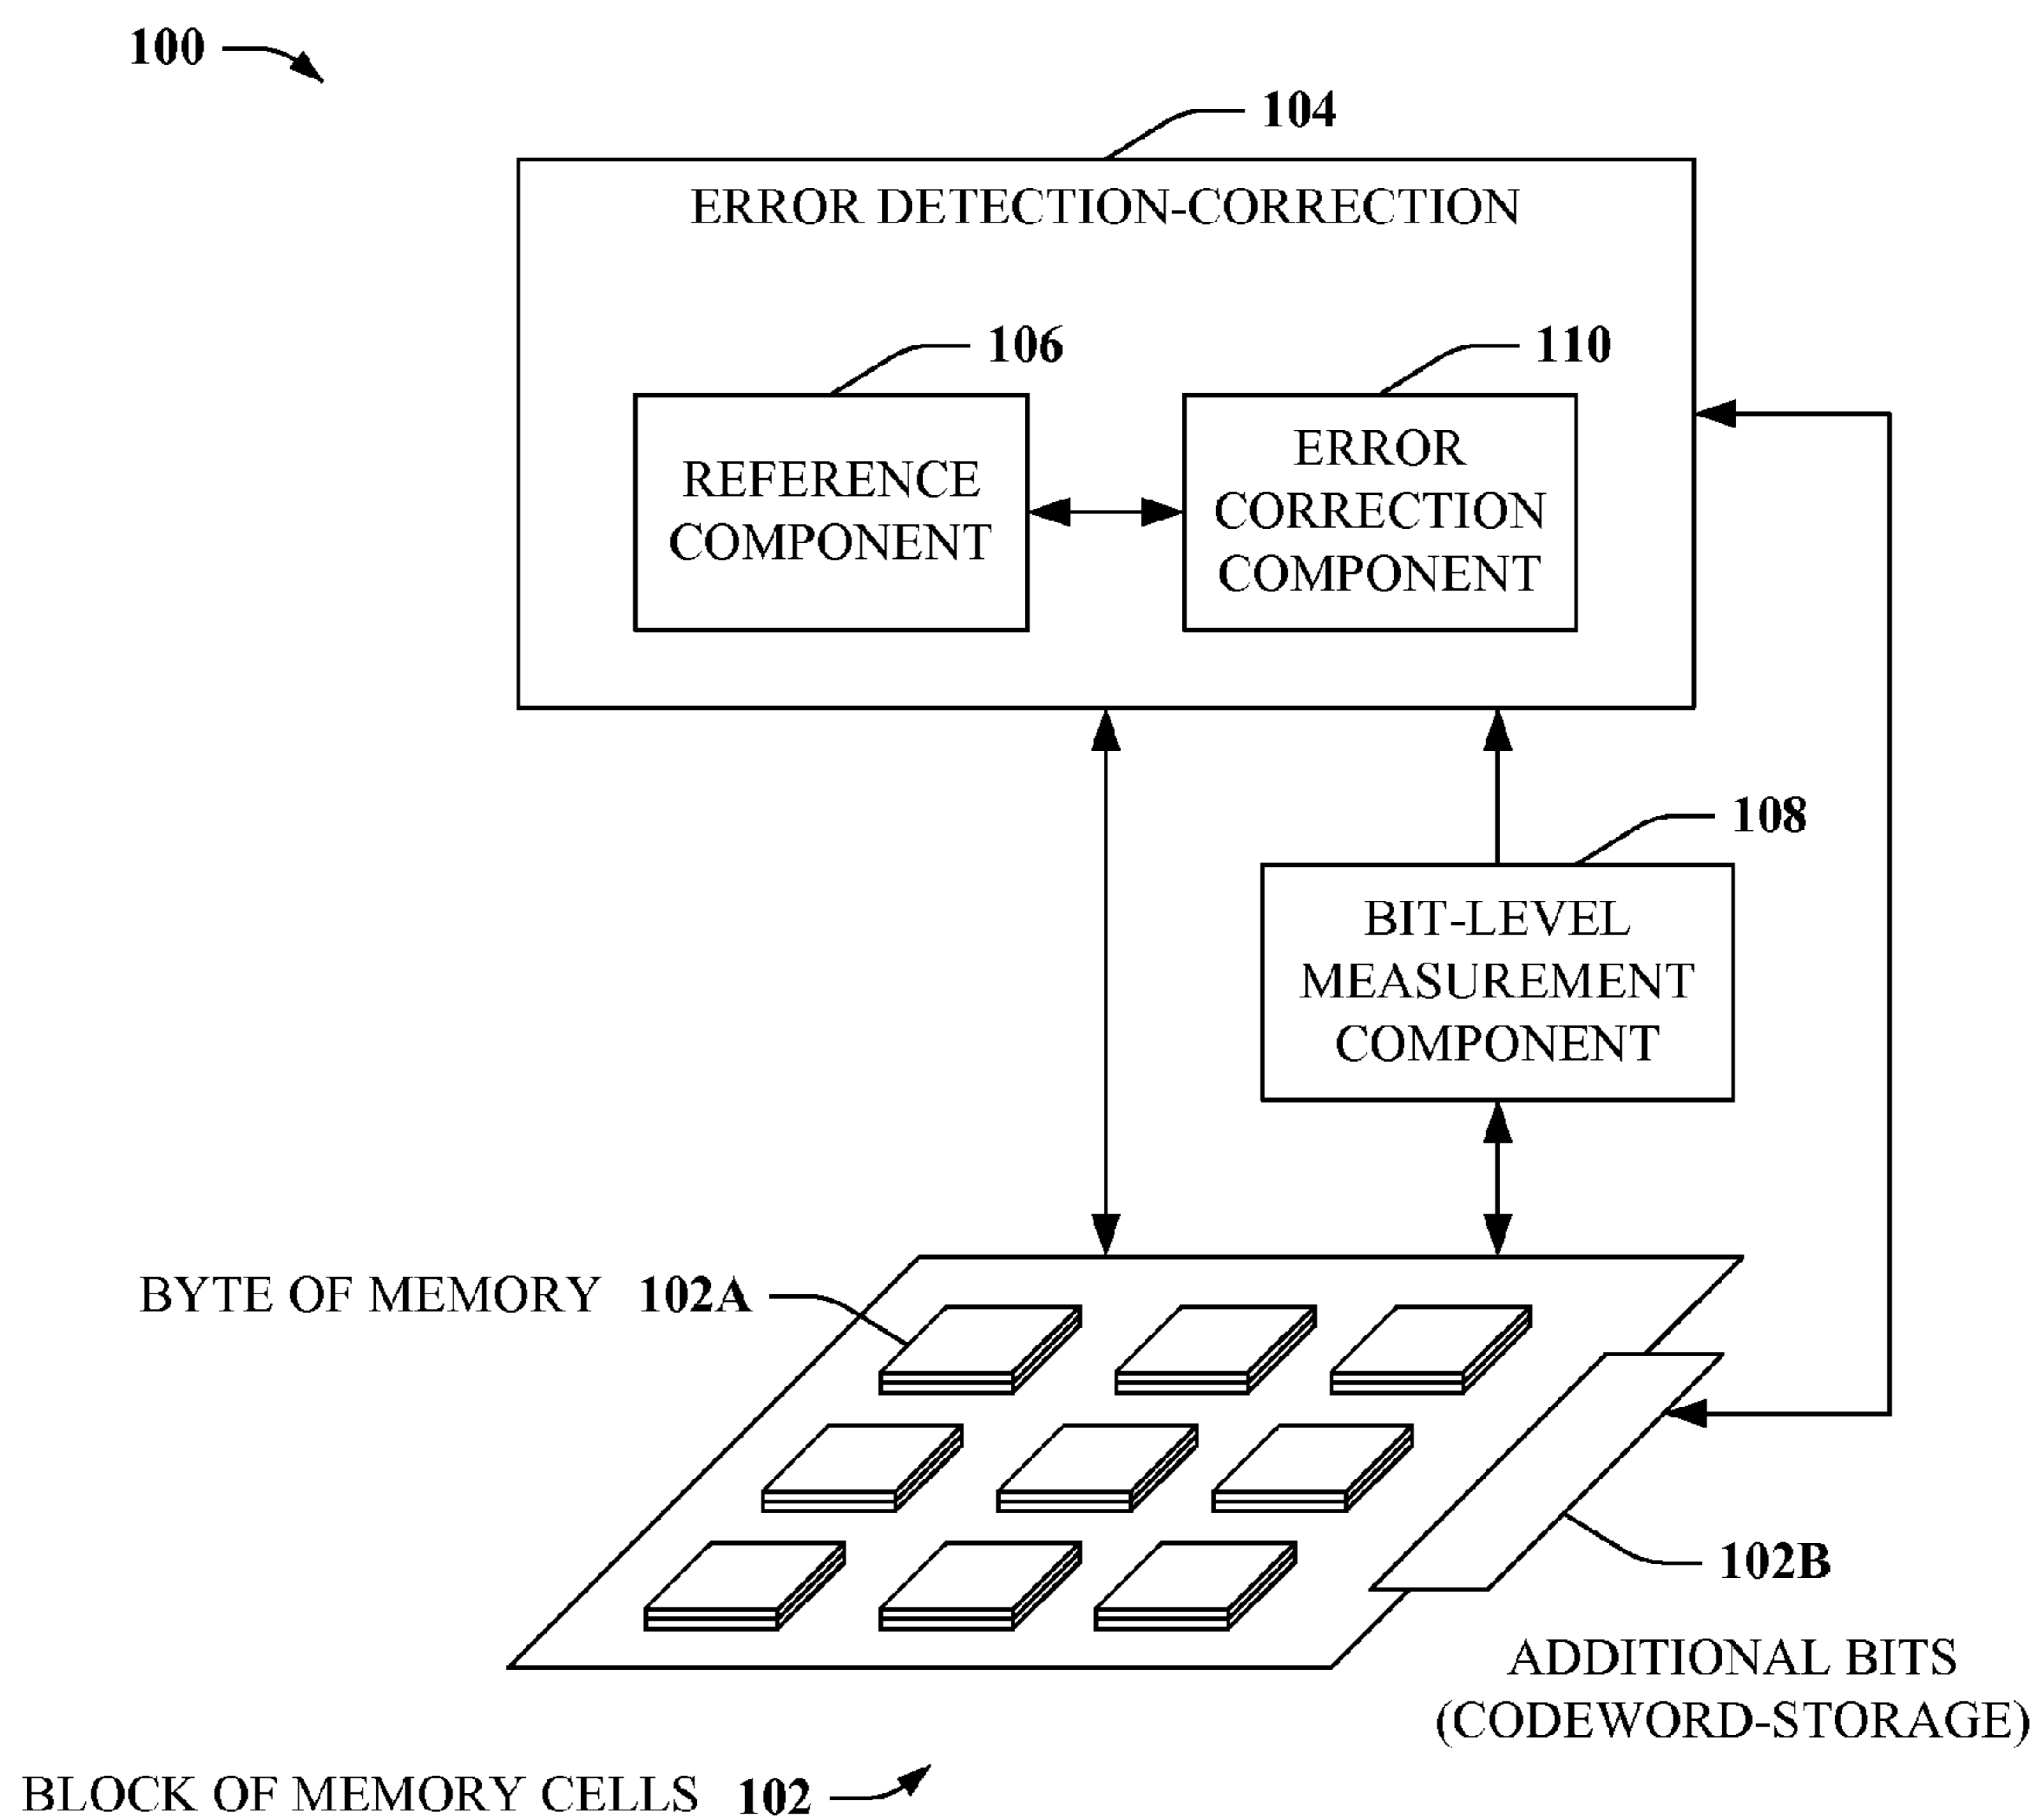 100
104
ERROR DETECTION-CORRECTION
106
110
REFERENCE
COMPONENT
ERROR
CORRECTION
COMPONENT
108
BIT-LEVEL
MEASUREMENT
COMPONENT
BYTE OF MEMORY 102A
102B
ADDITIONAL BITS
(CODEWORD-STORAGE)
BLOCK OF MEMORY CELLS 102